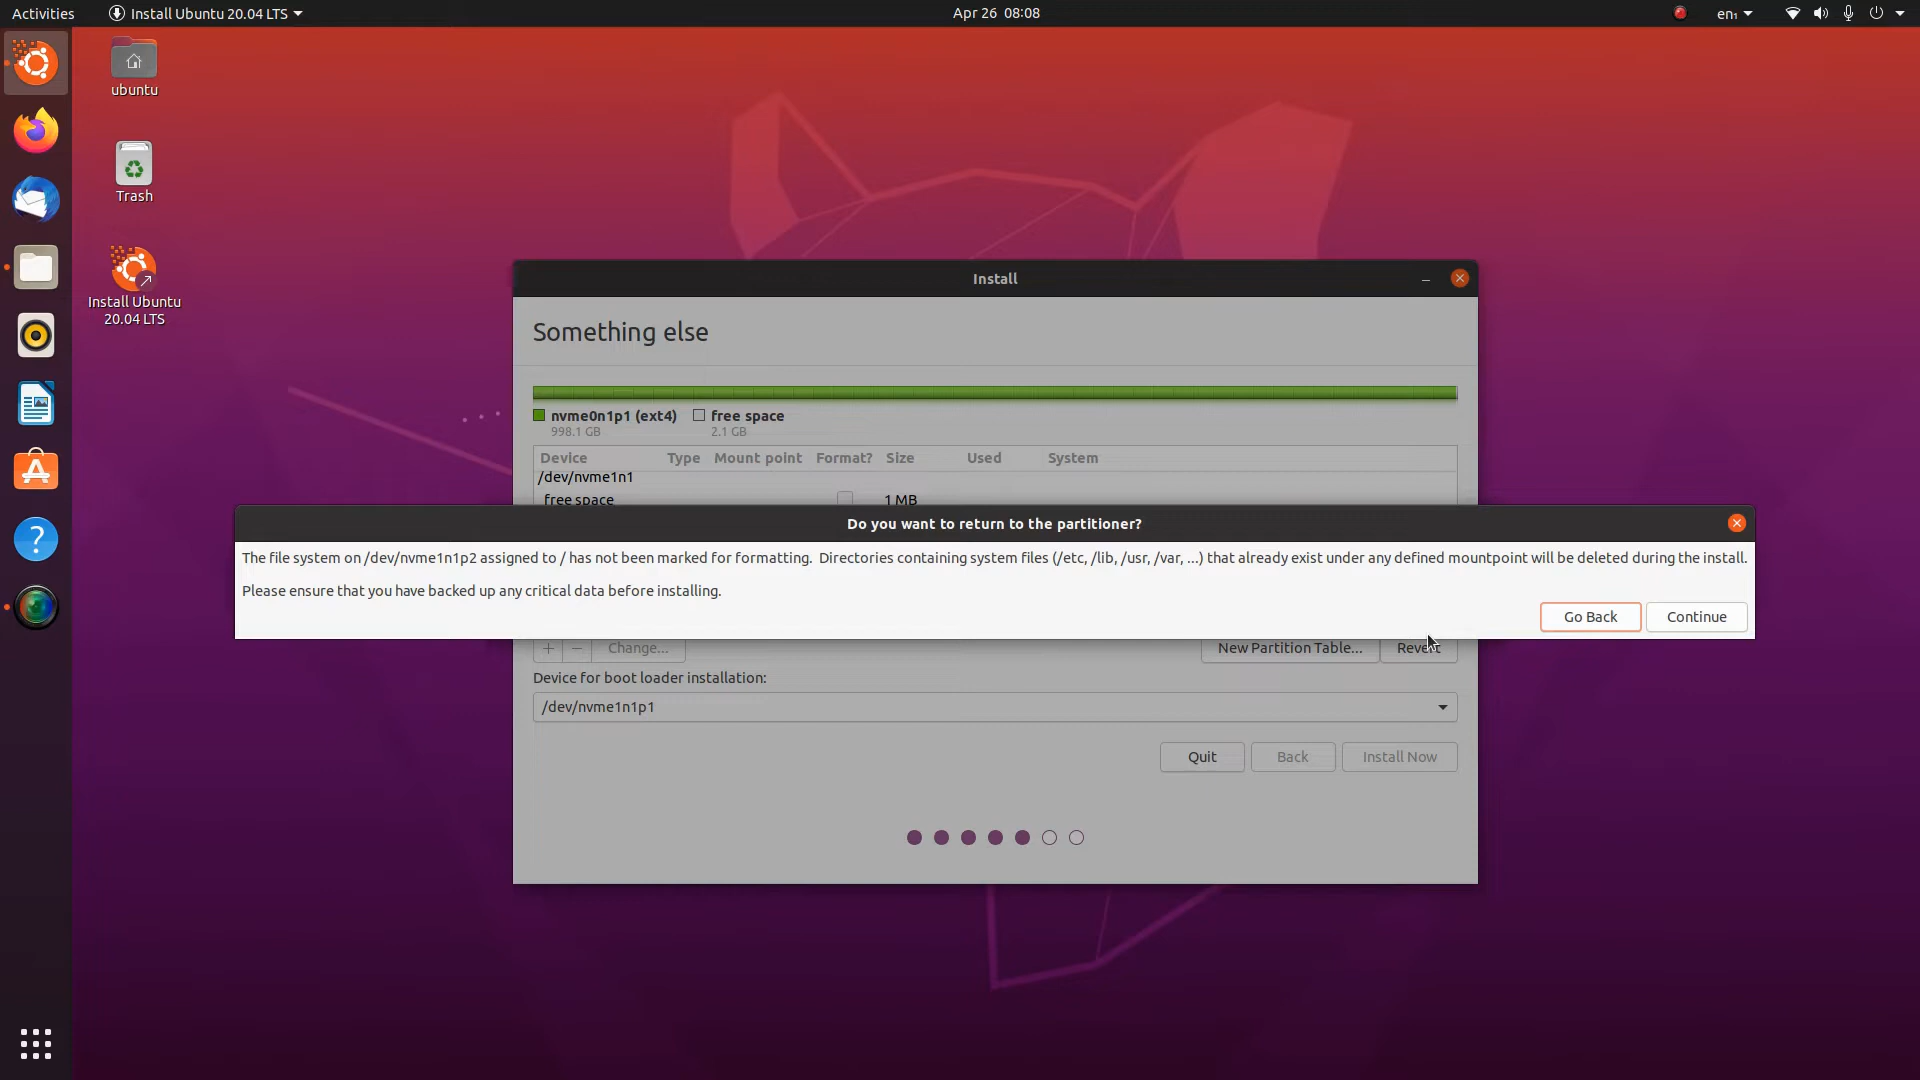 Activities
Install Ubuntu 20.04 LTS
Apr 26 08:08
en₁
ubuntu
Trash
Install Ubuntu
20.04 LTS
Install
Something else
nvme0n1p1 (ext4)
998.1 GB
free space
2.1 GB
Device Type Mount point Format? Size Used System
/dev/nvme1n1
free space 1 MB
Do you want to return to the partitioner?
The file system on /dev/nvme1n1p2 assigned to / has not been marked for formatting. Directories containing system files (/etc, /lib, /usr, /var, ...) that already exist under any defined mountpoint will be deleted during the install.
Please ensure that you have backed up any critical data before installing.
Go Back Continue
+ − Change... New Partition Table... Revert
Device for boot loader installation:
/dev/nvme1n1p1
Quit Back Install Now